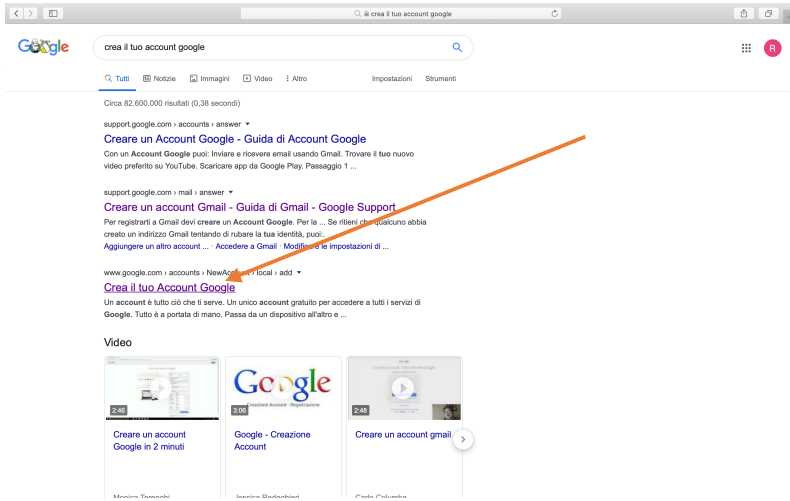 crea il tuo account google
Google
crea il tuo account google
R
Tutti Notizie Immagini Video Altro Impostazioni Strumenti
Circa 82.600.000 risultati (0,38 secondi)
support.google.com › accounts › answer
Creare un Account Google - Guida di Account Google
Con un Account Google puoi: Inviare e ricevere email usando Gmail. Trovare il tuo nuovo
video preferito su YouTube. Scaricare app da Google Play. Passaggio 1 ...
support.google.com › mail › answer
Creare un account Gmail - Guida di Gmail - Google Support
Per registrarti a Gmail devi creare un Account Google. Per la ... Se ritieni che qualcuno abbia
creato un indirizzo Gmail tentando di rubare la tua identità, puoi:.
Aggiungere un altro account ... · Accedere a Gmail · Modificare le impostazioni di ...
www.google.com › accounts › NewAccount › local › add
Crea il tuo Account Google
Un account è tutto ciò che ti serve. Un unico account gratuito per accedere a tutti i servizi di
Google. Tutto è a portata di mano. Passa da un dispositivo all'altro e ...
Video
Google
Creazione Account - Registrazione
2:46 3:06 2:48
Creare un account Google - Creazione Creare un account gmail
Google in 2 minuti Account
Monica Terenghi Jessica Redeghieri Carlo Columba